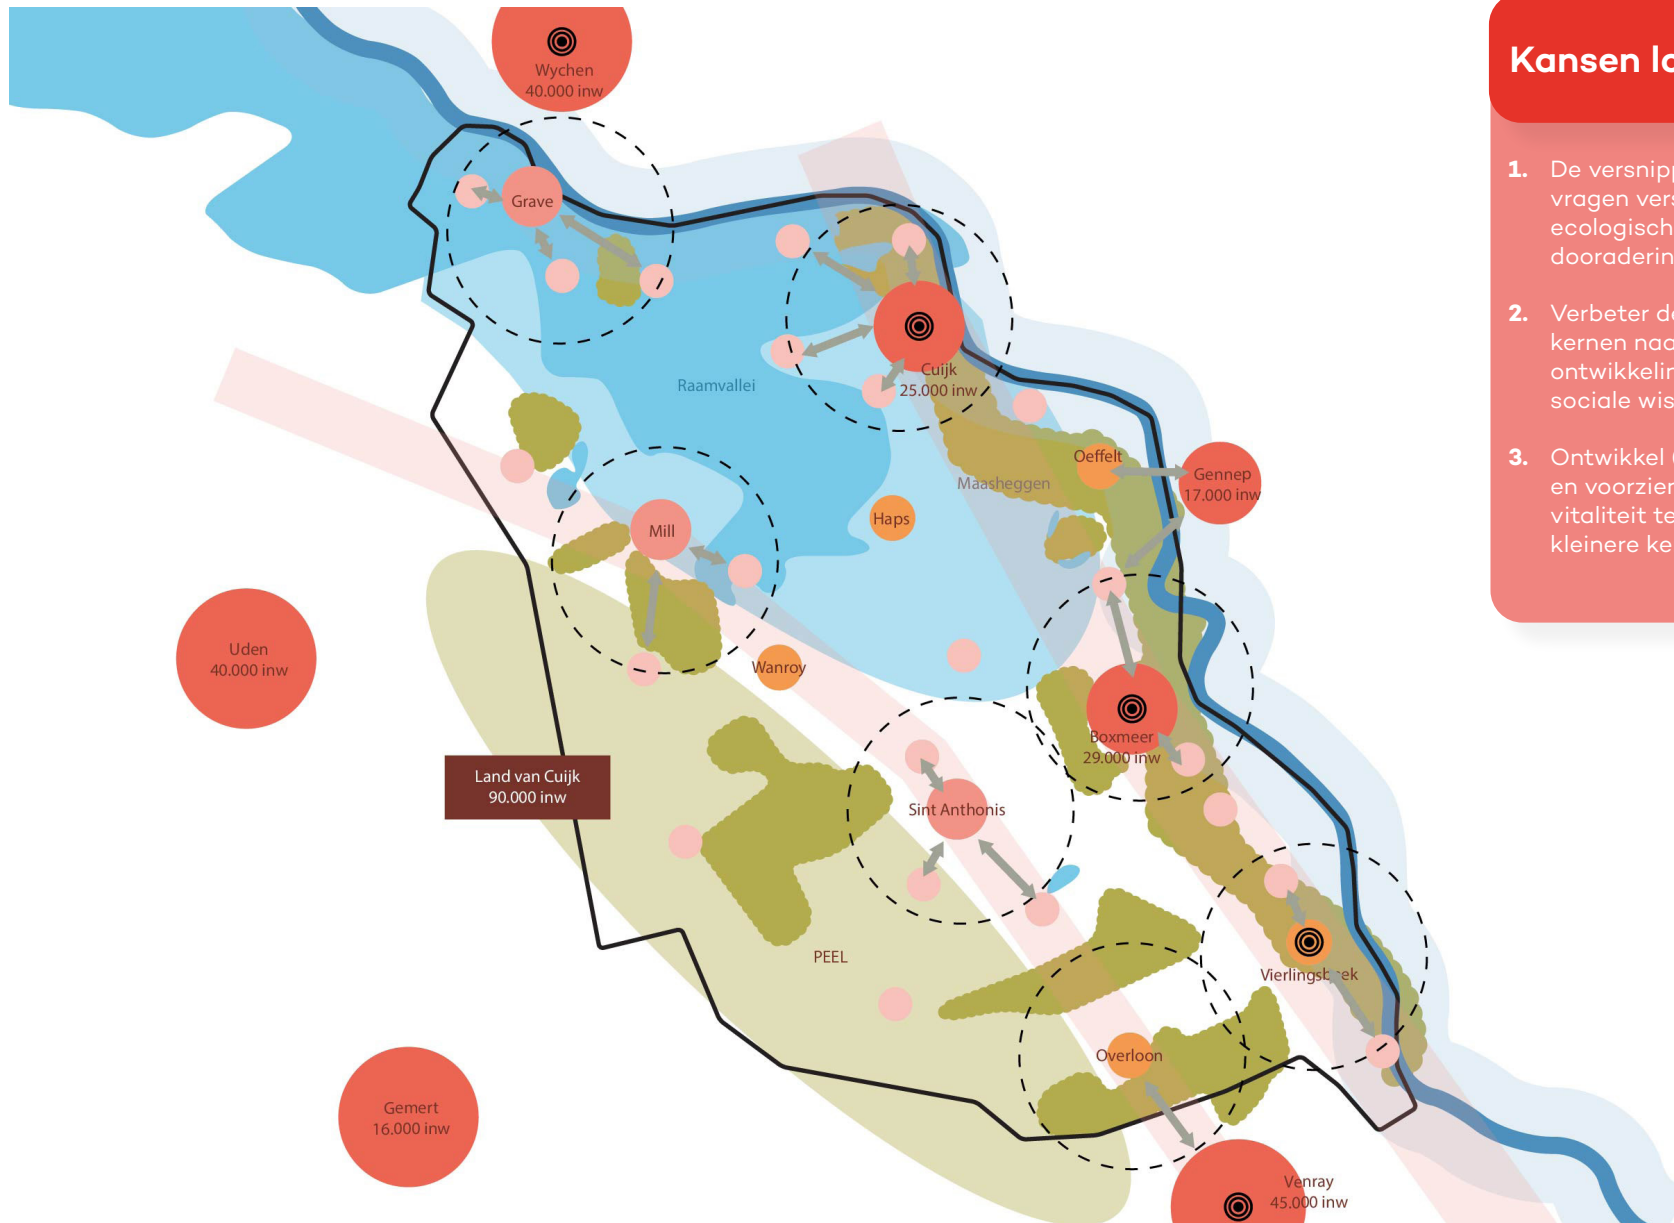 Wychen
40.000 inw
Grave
Raamvallei
Cuijk
25.000 inw
Oeffelt
Gennep
17.000 inw
Maasheggen
Haps
Mill
Uden
40.000 inw
Wanroy
Boxmeer
29.000 inw
Land van Cuijk
90.000 inw
Sint Anthonis
PEEL
Vierlingsbeek
Overloon
Gemert
16.000 inw
Venray
45.000 inw
Kansen
1. De
vragen
ecologisch
2. Verbeter
kernen
sociale
3. Ontwikkel
en
vitaliteit
kleinere